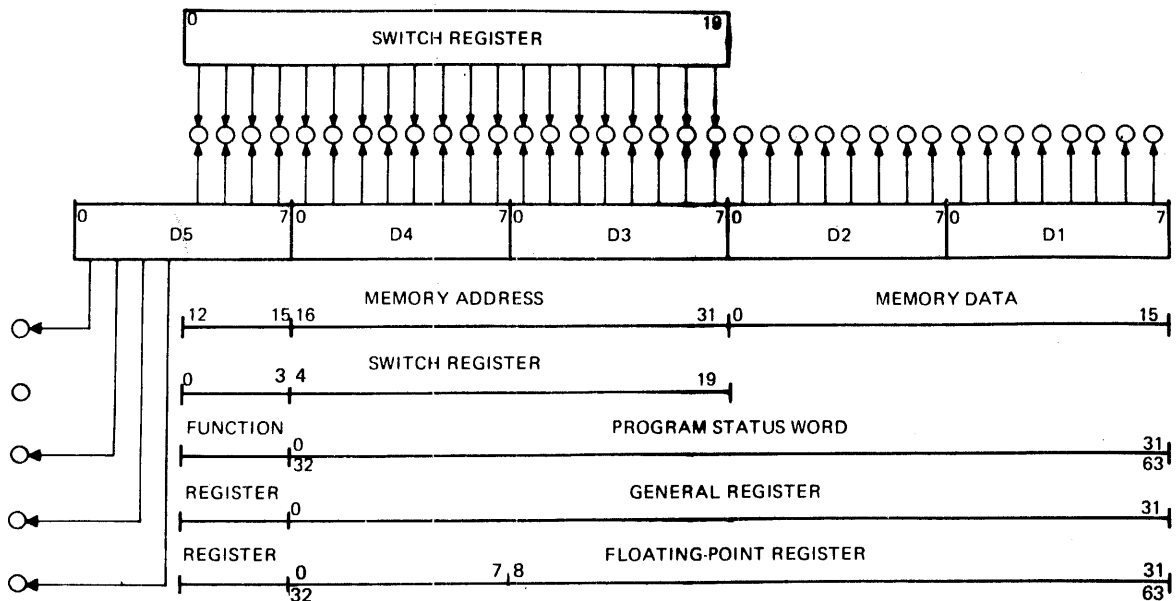 0 19
SWITCH REGISTER
0 7 0 7 0 7 0 7 0 7
D5 D4 D3 D2 D1
MEMORY ADDRESS MEMORY DATA
12 15 16 31 0 15
SWITCH REGISTER
0 3 4 19
FUNCTION 0 PROGRAM STATUS WORD 31
32 63
REGISTER 0 GENERAL REGISTER 31
REGISTER FLOATING-POINT REGISTER
0 7 8 31
32 63